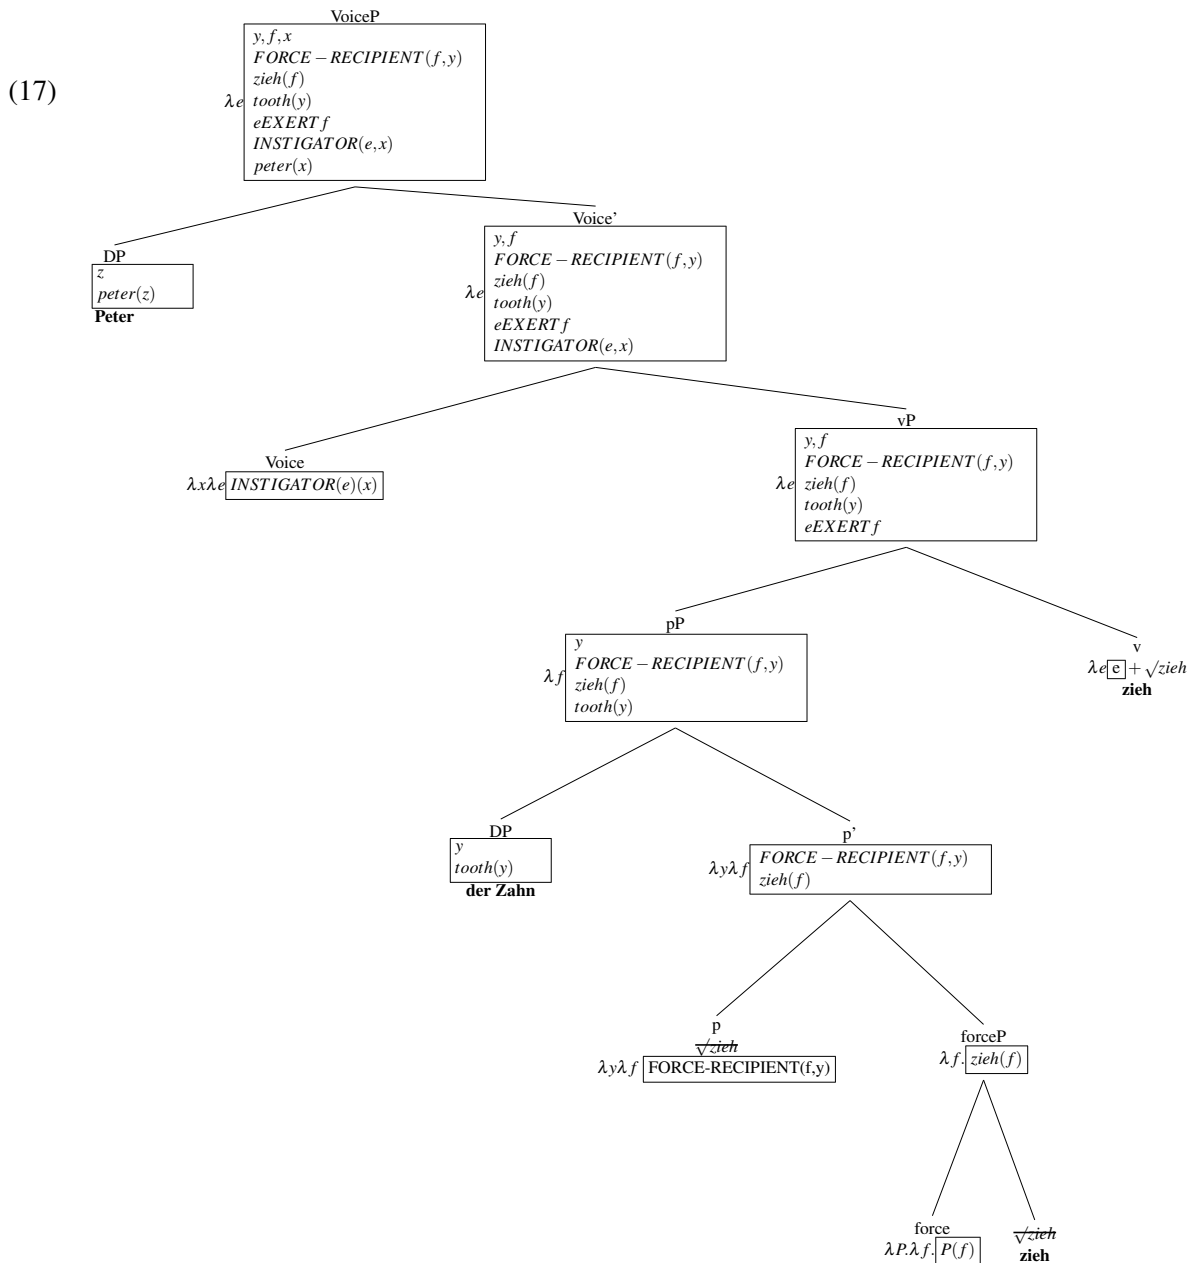 VoiceP
(17)
λe
y, f, x
FORCE − RECIPIENT(f, y)
zieh(f)
tooth(y)
eEXERT f
INSTIGATOR(e, x)
peter(x)
DP
z
peter(z)
Peter
Voice’
λe
y, f
FORCE − RECIPIENT(f, y)
zieh(f)
tooth(y)
eEXERT f
INSTIGATOR(e, x)
Voice
λxλe INSTIGATOR(e)(x)
vP
λe
y, f
FORCE − RECIPIENT(f, y)
zieh(f)
tooth(y)
eEXERT f
pP
λf
y
FORCE − RECIPIENT(f, y)
zieh(f)
tooth(y)
v
λe e + √zieh
zieh
DP
y
tooth(y)
der Zahn
p’
λyλf
FORCE − RECIPIENT(f, y)
zieh(f)
p
√zieh
λyλf FORCE-RECIPIENT(f,y)
forceP
λf. zieh(f)
force
λP.λf. P(f)
√zieh
zieh